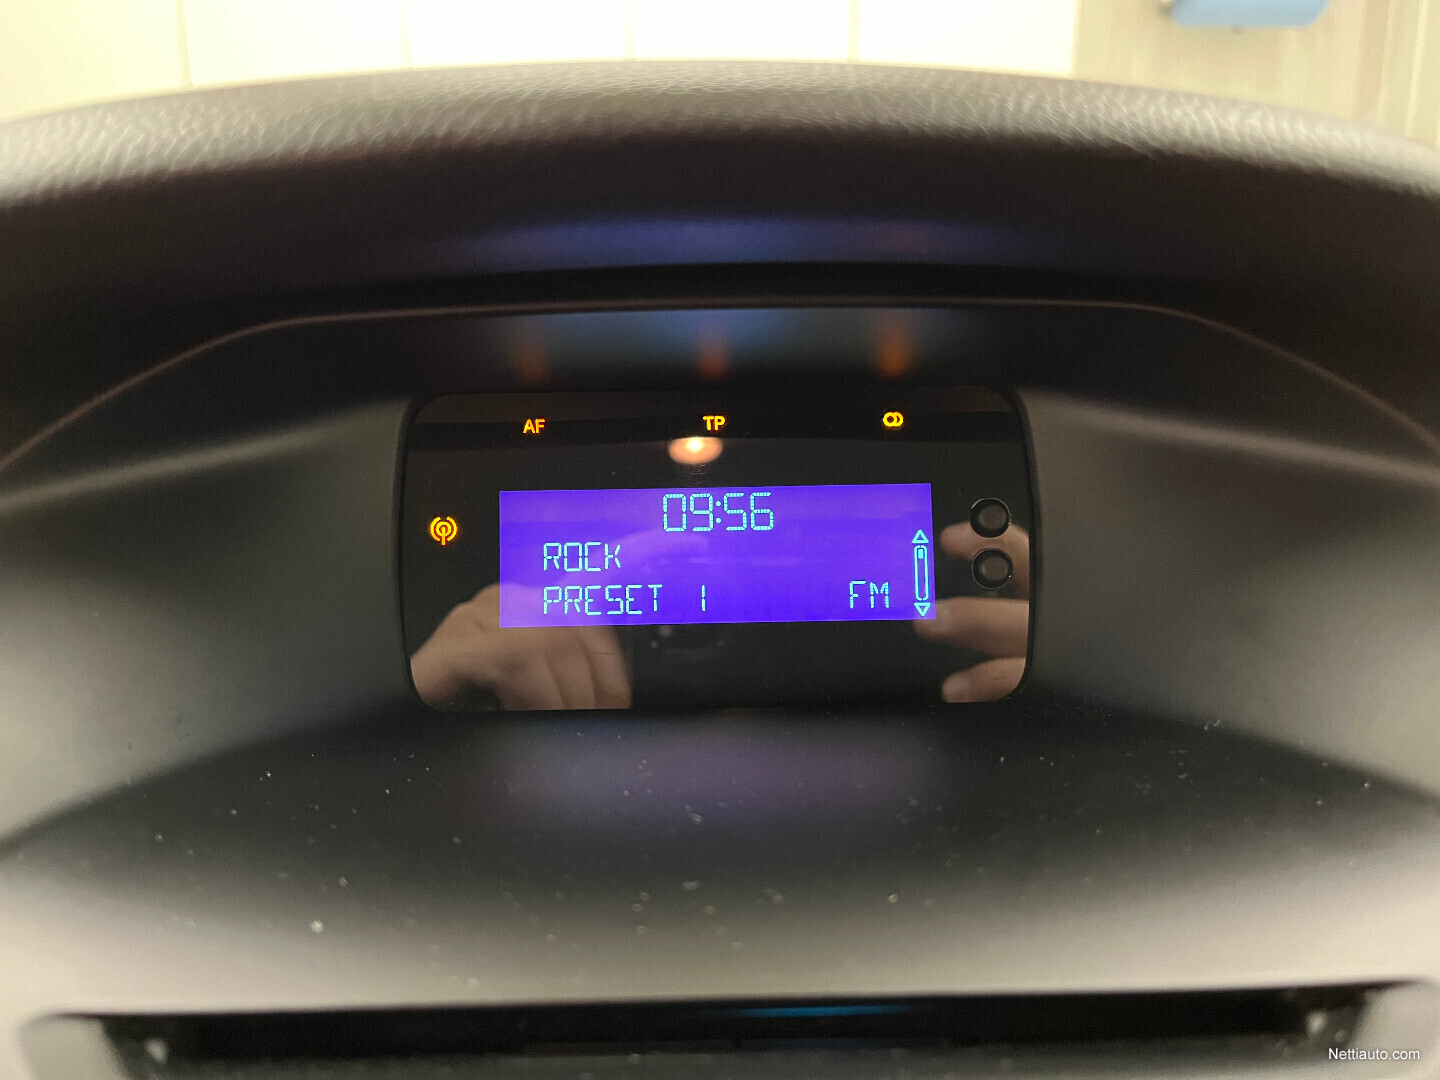 AF TP
09:56
ROCK
PRESET 1 FM
Nettiauto.com